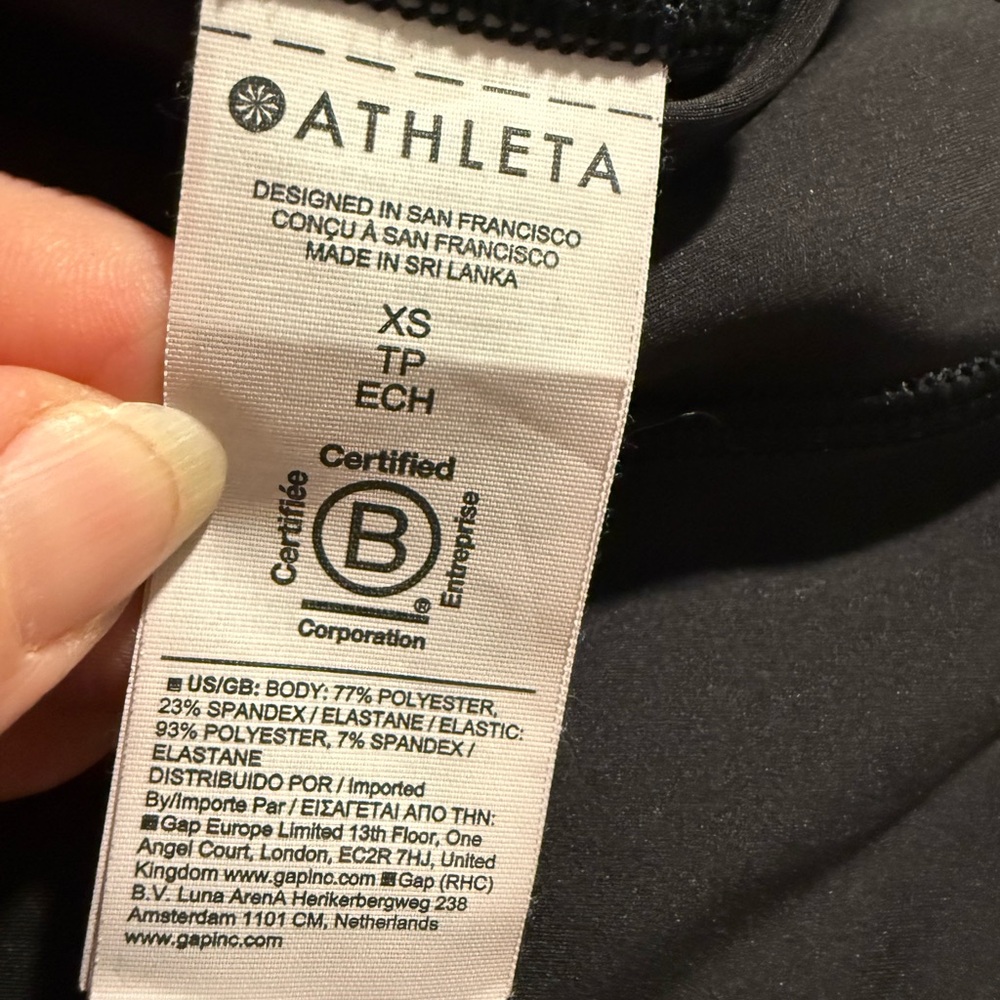 ATHLETA
DESIGNED IN SAN FRANCISCO
CONÇU À SAN FRANCISCO
MADE IN SRI LANKA
XS
TP
ECH
Certified
Certifiée
B
Entreprise
®
Corporation
US/GB: BODY: 77% POLYESTER,
23% SPANDEX / ELASTANE / ELASTIC:
93% POLYESTER, 7% SPANDEX /
ELASTANE
DISTRIBUIDO POR / Imported
By/Importe Par / ΕΙΣΑΓΕΤΑΙ ΑΠΟ ΤΗΝ:
Gap Europe Limited 13th Floor, One
Angel Court, London, EC2R 7HJ, United
Kingdom www.gapinc.com Gap (RHC)
B.V. Luna ArenA Herikerbergweg 238
Amsterdam 1101 CM, Netherlands
www.gapinc.com